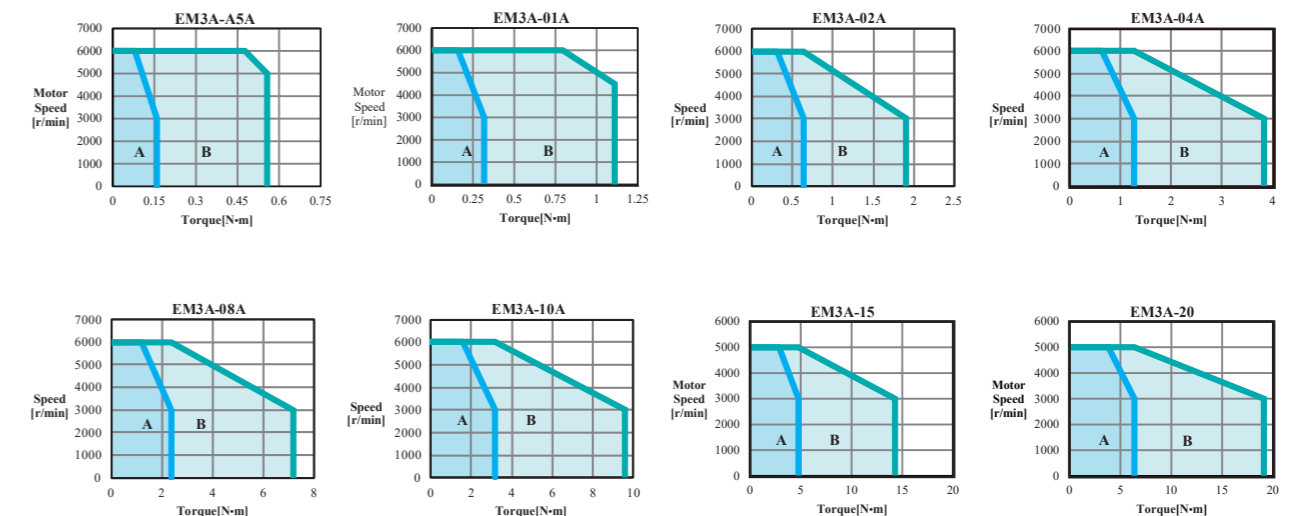 EM3A-A5A
7000
6000
5000
4000
3000
2000
1000
0
Motor
Speed
[r/min]
A
B
0 0.15 0.3 0.45 0.6 0.75
Torque[N•m]
EM3A-01A
7000
6000
5000
4000
3000
2000
1000
0
Motor
Speed
[r/min]
A
B
0 0.25 0.5 0.75 1 1.25
Torque[N•m]
EM3A-02A
7000
6000
5000
4000
3000
2000
1000
0
Speed
[r/min]
A
B
0 0.5 1 1.5 2 2.5
Torque[N•m]
EM3A-04A
7000
6000
5000
4000
3000
2000
1000
0
Speed
[r/min]
A
B
0 1 2 3 4
Torque[N•m]
EM3A-08A
7000
6000
5000
4000
3000
2000
1000
0
Speed
[r/min]
A
B
0 2 4 6 8
Torque[N•m]
EM3A-10A
7000
6000
5000
4000
3000
2000
1000
0
Speed
[r/min]
A
B
0 2 4 6 8 10
Torque[N•m]
EM3A-15
6000
5000
4000
3000
2000
1000
0
Motor
Speed
[r/min]
A
B
0 5 10 15 20
Torque[N•m]
EM3A-20
6000
5000
4000
3000
2000
1000
0
Motor
Speed
[r/min]
A
B
0 5 10 15 20
Torque[N•m]